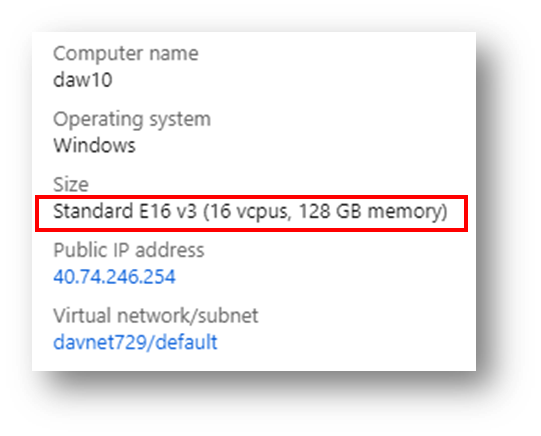 Computer name
daw10
Operating system
Windows
Size
Standard E16 v3 (16 vcpus, 128 GB memory)
Public IP address
40.74.246.254
Virtual network/subnet
davnet729/default